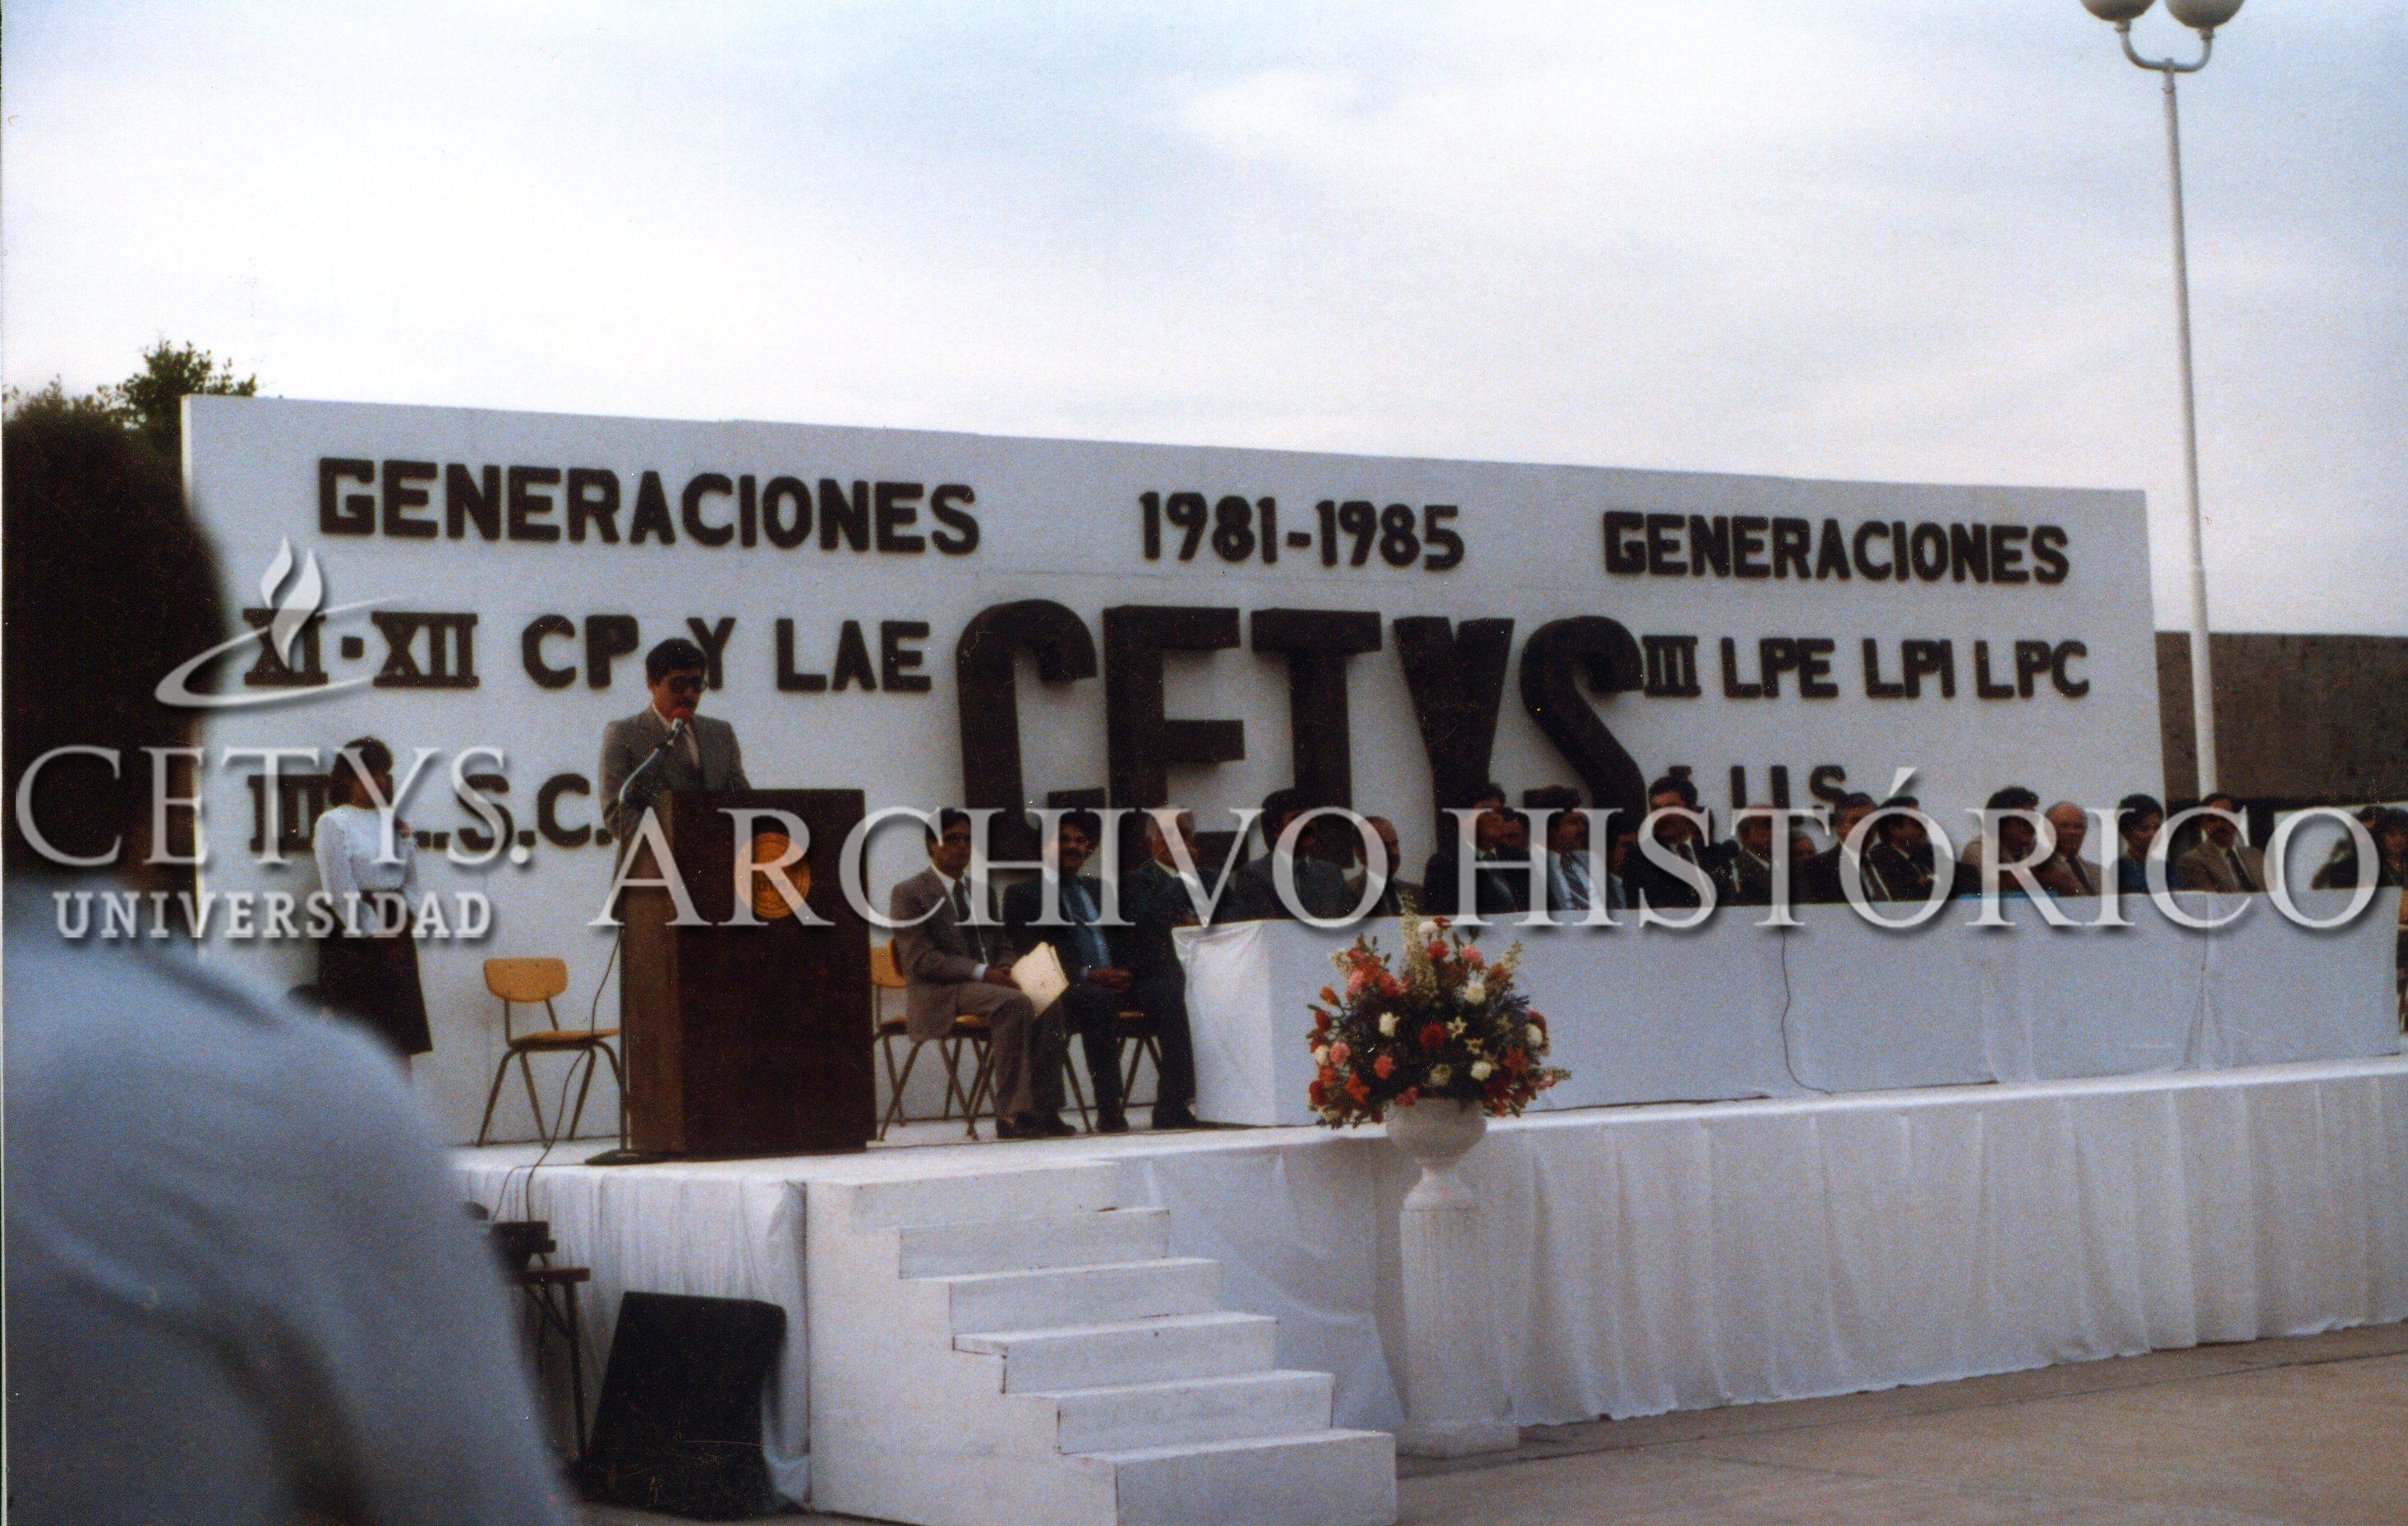 GENERACIONES 1981-1985 GENERACIONES
XI-XII CP Y LAE CETYS III LPE LPI LPC
L.S.C.
CETYS
UNIVERSIDAD
ARCHIVO HISTÓRICO